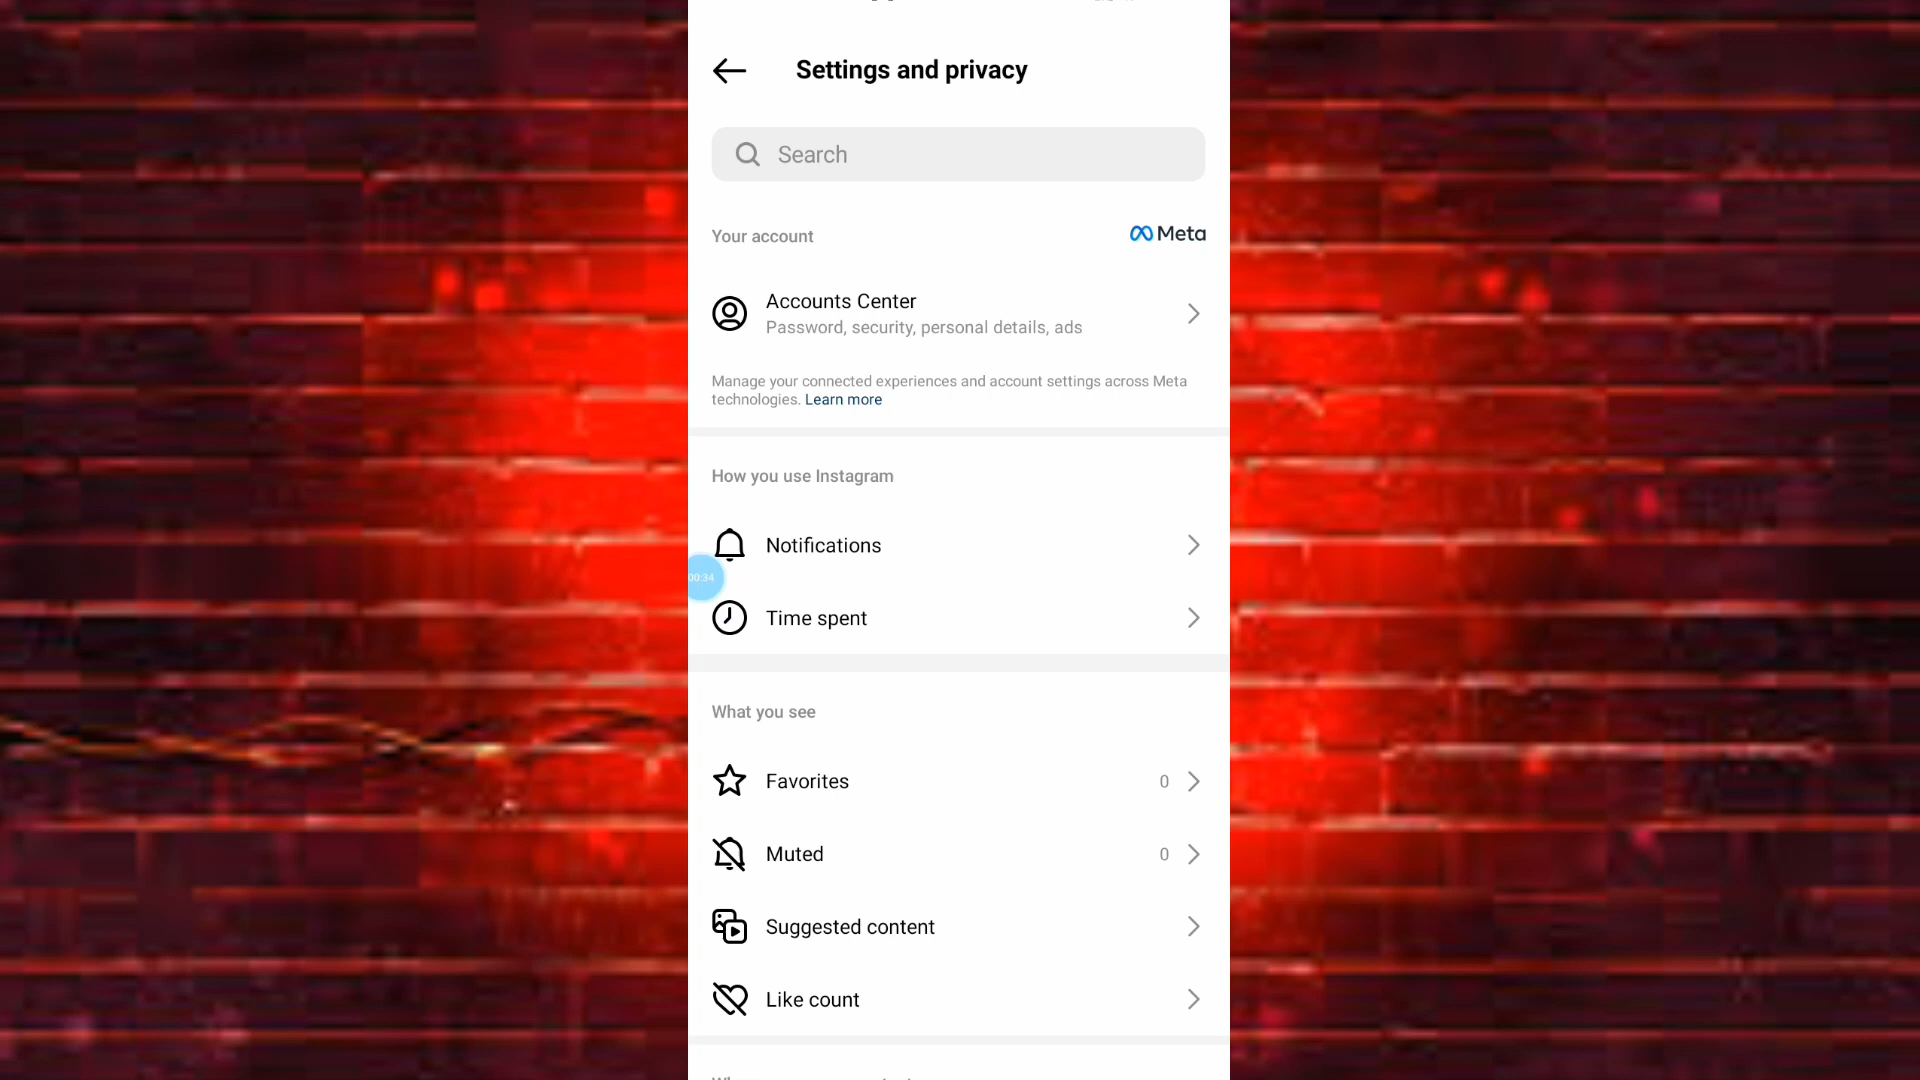 Settings and privacy
Search
Your account
Meta
Accounts Center
Password, security, personal details, ads
Manage your connected experiences and account settings across Meta
technologies. Learn more
How you use Instagram
Notifications
00:34
Time spent
What you see
Favorites 0
Muted 0
Suggested content
Like count